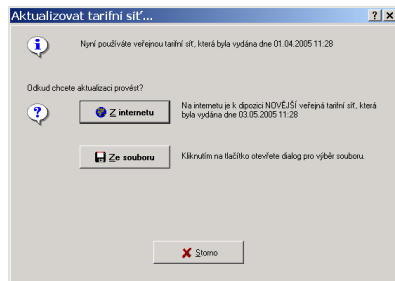 Aktualizovat tarifní síť...
Nyní používáte veřejnou tarifní síť, která byla vydána dne 01.04.2005 11:28
Odkud chcete aktualizaci provést?
Z internetu
Na internetu je k dipozici NOVĚJŠÍ veřejná tarifní síť, která
byla vydána dne 03.05.2005 11:28
Ze souboru
Kliknutím na tlačítko otevřete dialog pro výběr souboru.
Storno